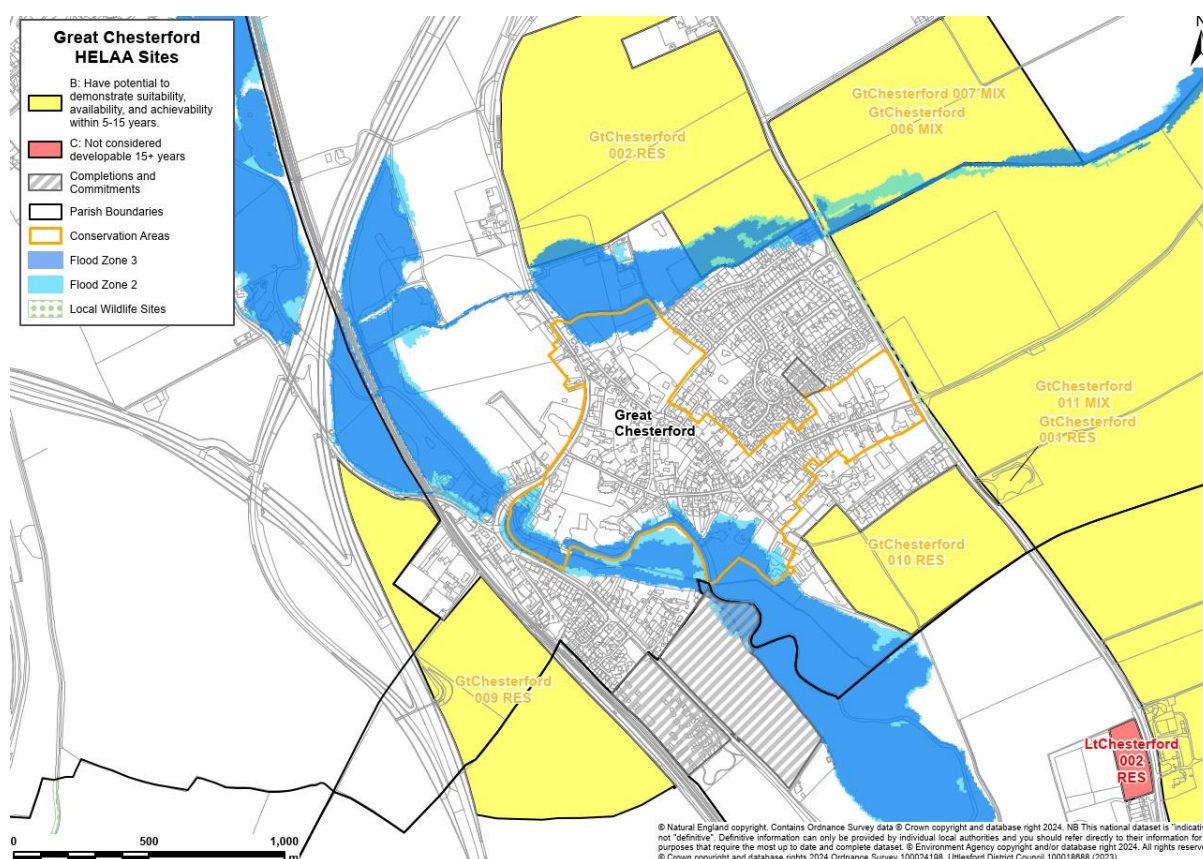 Great Chesterford
HELAA Sites
B: Have potential to
demonstrate suitability,
availability, and achievability
within 5-15 years.
C: Not considered
developable 15+ years
Completions and
Commitments
Parish Boundaries
Conservation Areas
Flood Zone 3
Flood Zone 2
Local Wildlife Sites
N
GtChesterford 007 MIX
GtChesterford
006 MIX
GtChesterford
002 RES
GtChesterford
011 MIX
GtChesterford
001 RES
Great
Chesterford
GtChesterford
010 RES
GtChesterford
009 RES
LtChesterford
002
RES
0 500 1,000
m
© Natural England copyright. Contains Ordnance Survey data © Crown copyright and database right 2024. NB This national dataset is "indicativ
not "definitive". Definitive information can only be provided by individual local authorities and you should refer directly to their information for
purposes that require the most up to date and complete dataset. © Environment Agency copyright and/or database right 2024. All rights reserv
© Crown copyright and database rights 2024 Ordnance Survey 100024198. Uttlesford District Council 100018688 (2023)